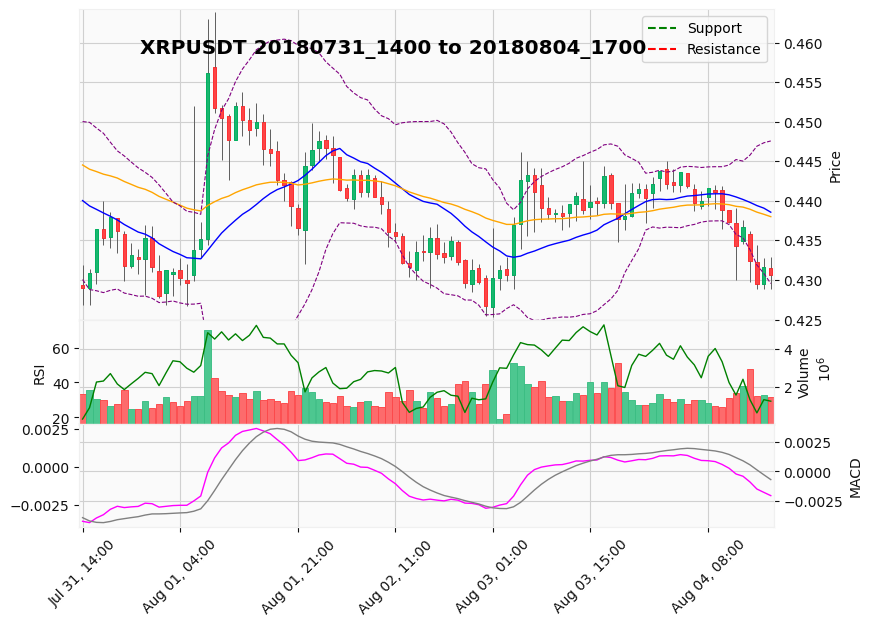 XRPUSDT 20180731_1400 to 20180804_1700
Support
Resistance
0.460
0.455
0.450
0.445
0.440
0.435
0.430
0.425
Price
60
40
20
RSI
4
2
Volume
10^6
0.0025
0.0000
−0.0025
0.0025
0.0000
−0.0025
MACD
Jul 31, 14:00
Aug 01, 04:00
Aug 01, 21:00
Aug 02, 11:00
Aug 03, 01:00
Aug 03, 15:00
Aug 04, 08:00